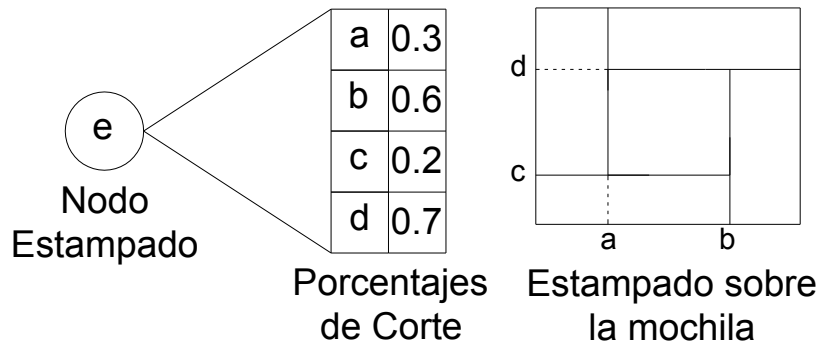 e
Nodo
Estampado
a 0.3
b 0.6
c 0.2
d 0.7
Porcentajes
de Corte
d
c
a b
Estampado sobre
la mochila